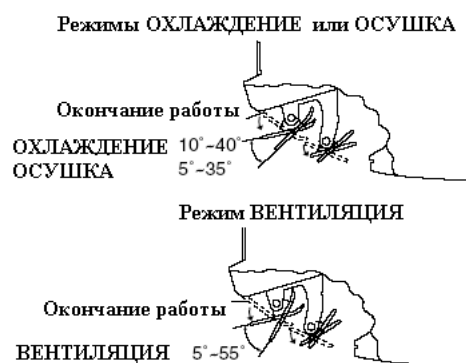 Режимы ОХЛАЖДЕНИЕ или ОСУШКА
Окончание работы
ОХЛАЖДЕНИЕ 10°~40°
ОСУШКА 5°~35°
Режим ВЕНТИЛЯЦИЯ
Окончание работы
ВЕНТИЛЯЦИЯ 5°~55°